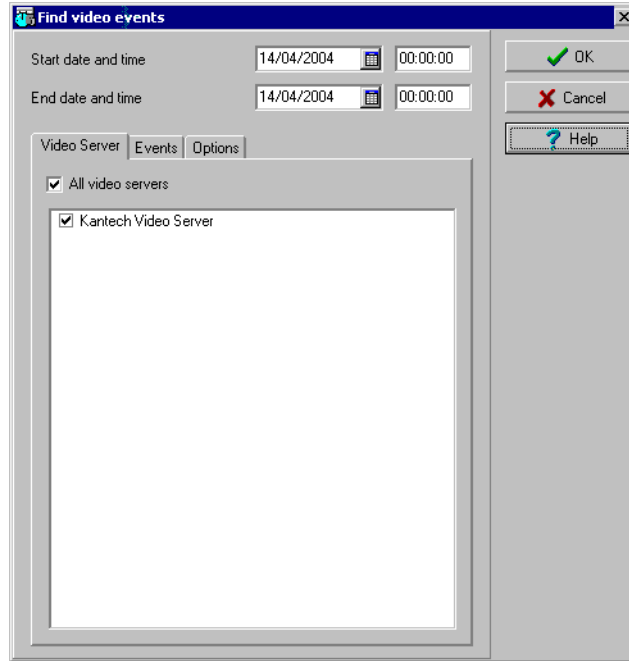 Find video events
Start date and time 14/04/2004 00:00:00
End date and time 14/04/2004 00:00:00
OK
Cancel
Help
Video Server Events Options
All video servers
Kantech Video Server